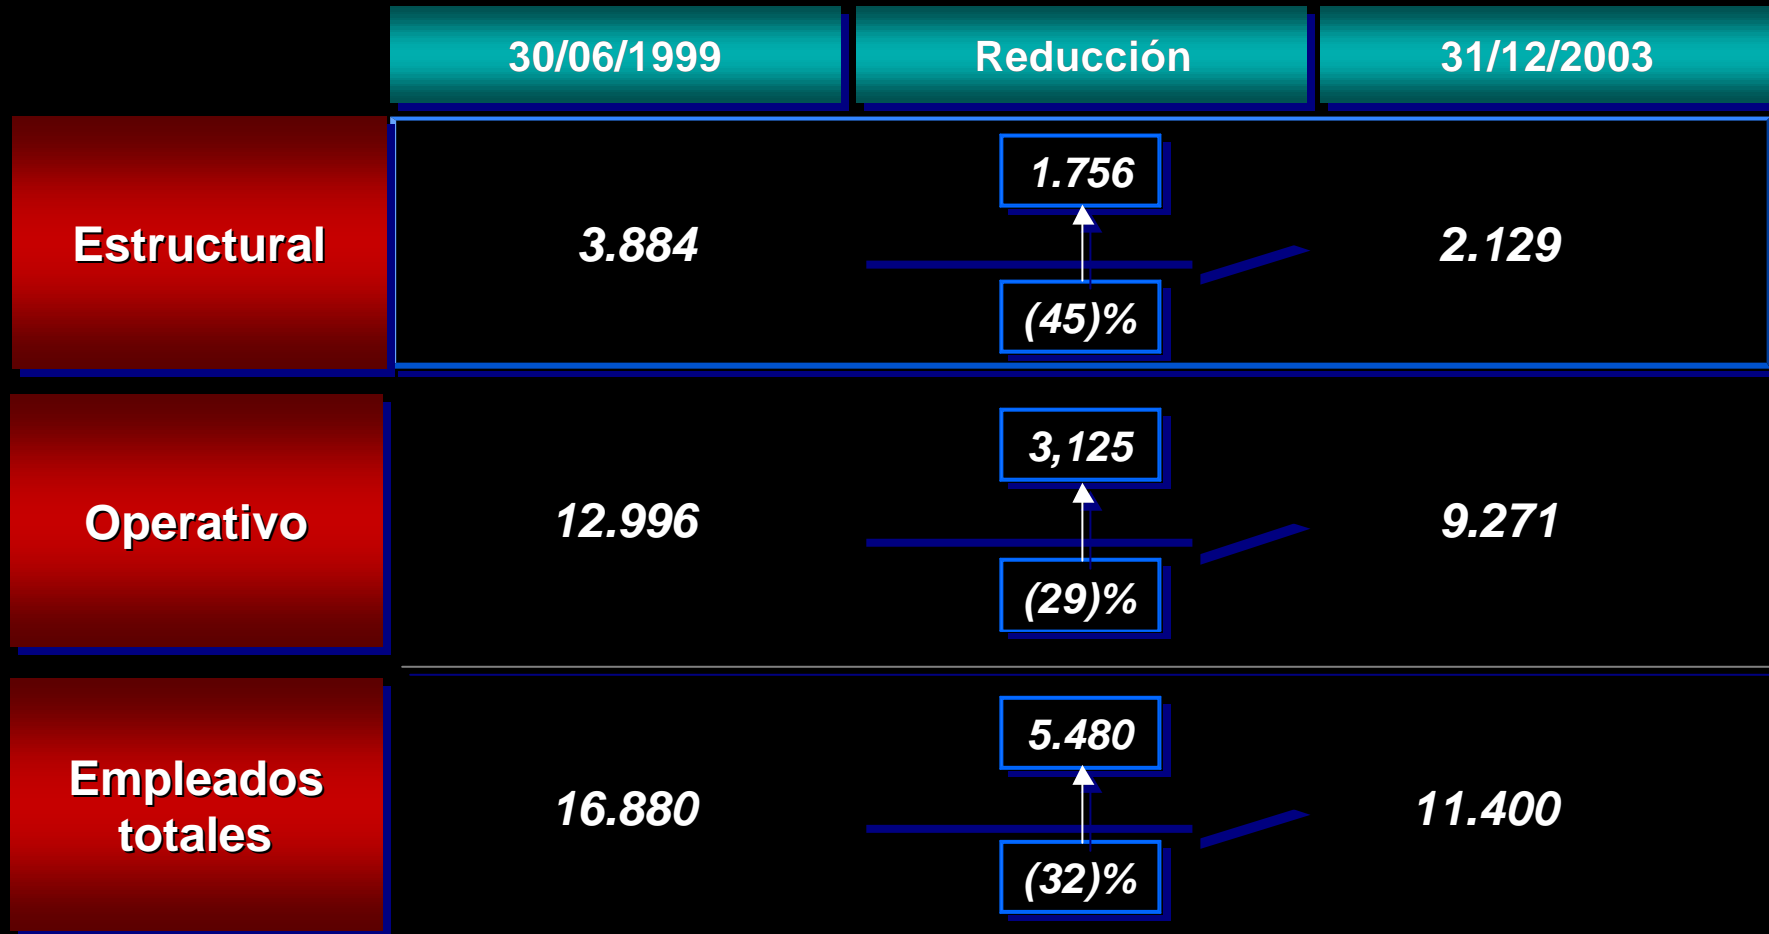 30/06/1999 Reducción 31/12/2003
1.756
Estructural 3.884 2.129
(45)%
3,125
Operativo 12.996 9.271
(29)%
5.480
Empleados
totales
16.880 11.400
(32)%